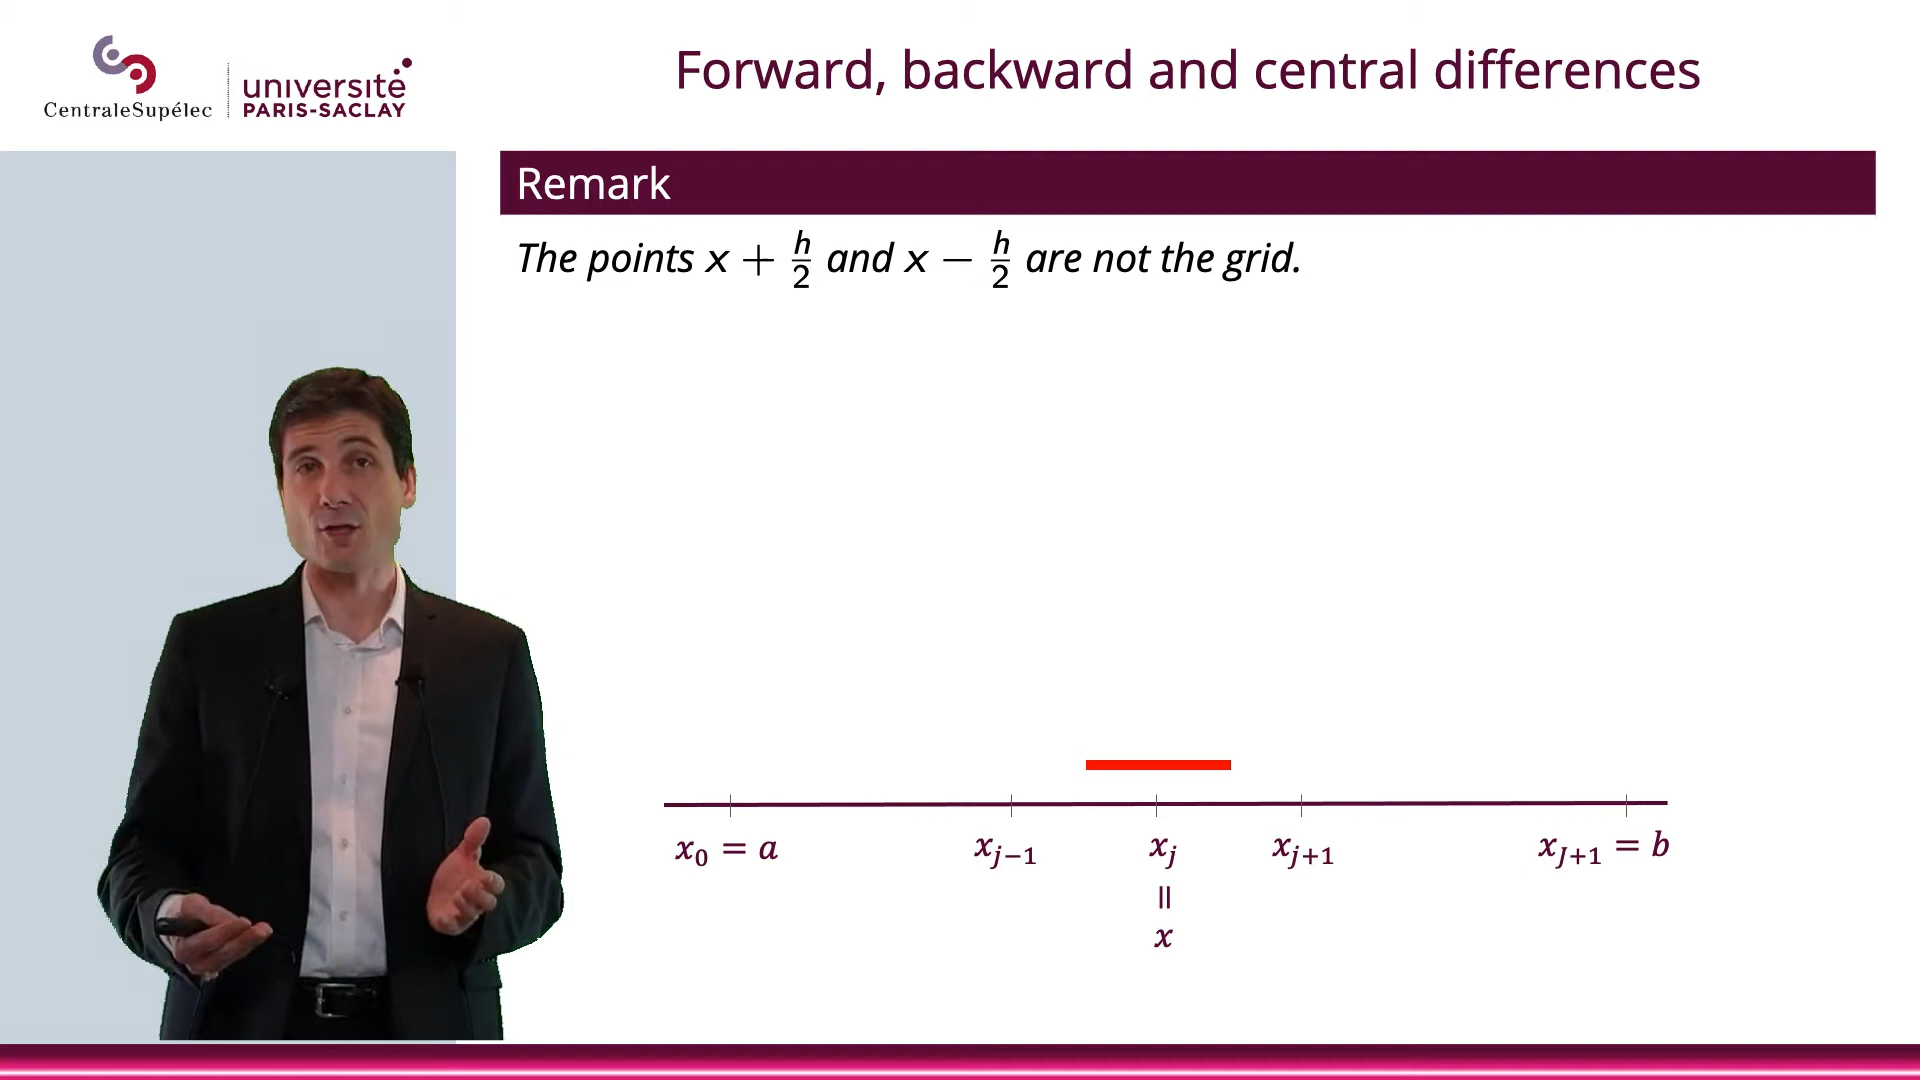 CentraleSupélec
université
PARIS-SACLAY
Forward, backward and central differences
Remark
The points x + h/2 and x − h/2 are not the grid.
x_0 = a x_{j−1} x_j x_{j+1} x_{J+1} = b
=
x